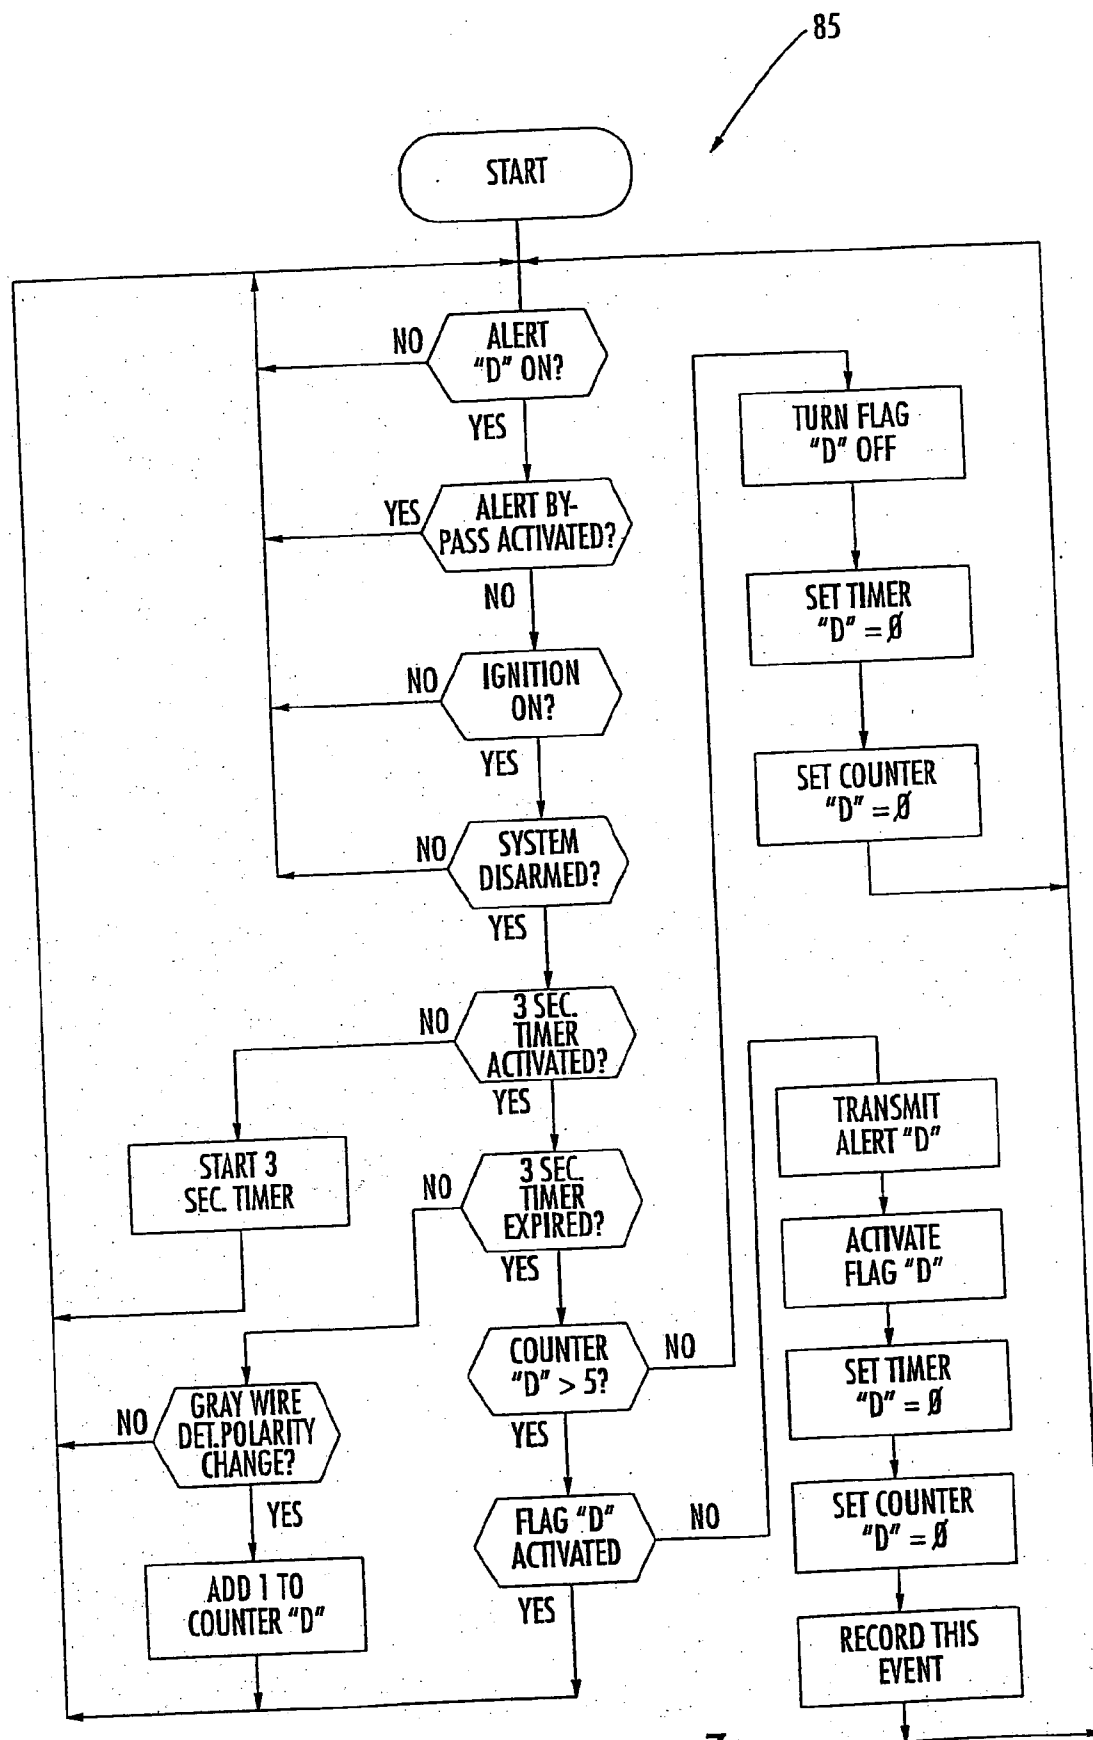 85
START
ALERT
"D" ON?
NO
YES
ALERT BY-
PASS ACTIVATED?
YES
NO
IGNITION
ON?
NO
YES
SYSTEM
DISARMED?
NO
YES
3 SEC.
TIMER
ACTIVATED?
NO
YES
START 3
SEC. TIMER
3 SEC.
TIMER
EXPIRED?
NO
YES
GRAY WIRE
DET.POLARITY
CHANGE?
NO
YES
ADD 1 TO
COUNTER "D"
COUNTER
"D" > 5?
NO
YES
FLAG "D"
ACTIVATED
NO
YES
TURN FLAG
"D" OFF
SET TIMER
"D" = Ø
SET COUNTER
"D" = Ø
TRANSMIT
ALERT "D"
ACTIVATE
FLAG "D"
SET TIMER
"D" = Ø
SET COUNTER
"D" = Ø
RECORD THIS
EVENT